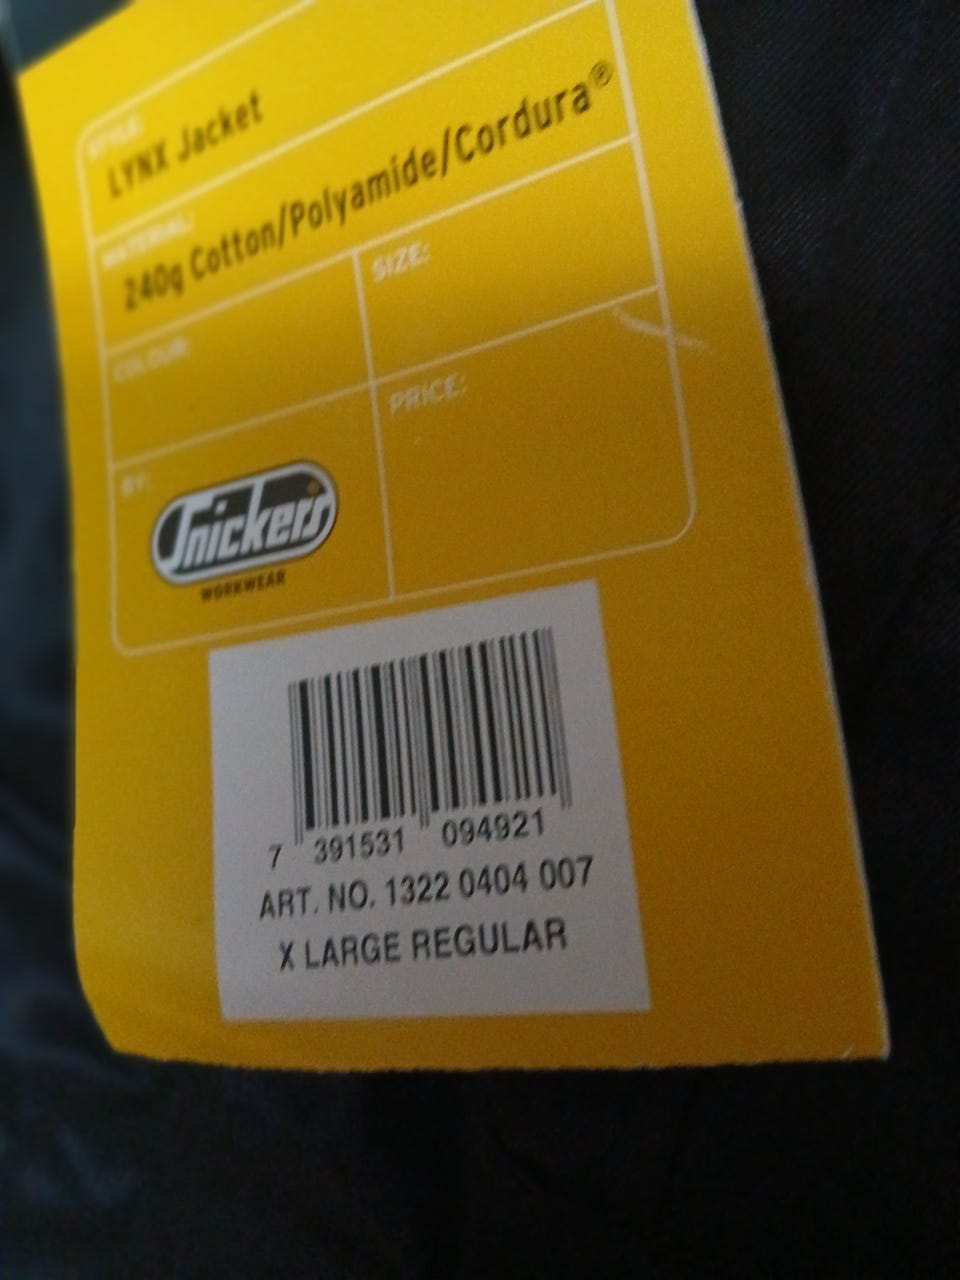 STYLE:
LYNX Jacket
MATERIAL:
240g Cotton/Polyamide/Cordura®
COLOUR:
SIZE:
BY:
PRICE:
Snickers
WORKWEAR
7 391531 094921
ART. NO. 1322 0404 007
X LARGE REGULAR